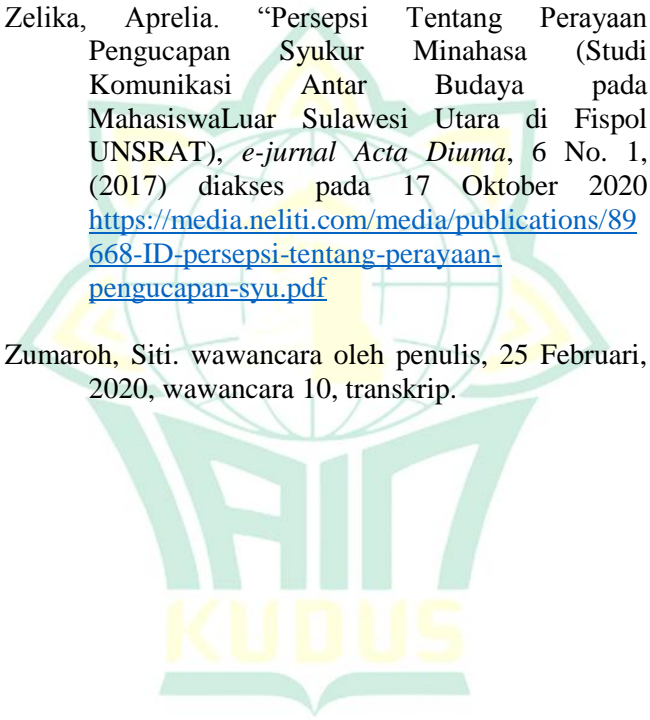 Zelika, Aprelia. “Persepsi Tentang Perayaan
Pengucapan Syukur Minahasa (Studi
Komunikasi Antar Budaya pada
MahasiswaLuar Sulawesi Utara di Fispol
UNSRAT), e-jurnal Acta Diuma, 6 No. 1,
(2017) diakses pada 17 Oktober 2020
https://media.neliti.com/media/publications/89
668-ID-persepsi-tentang-perayaan-
pengucapan-syu.pdf
Zumaroh, Siti. wawancara oleh penulis, 25 Februari,
2020, wawancara 10, transkrip.
IAIN
KUDUS